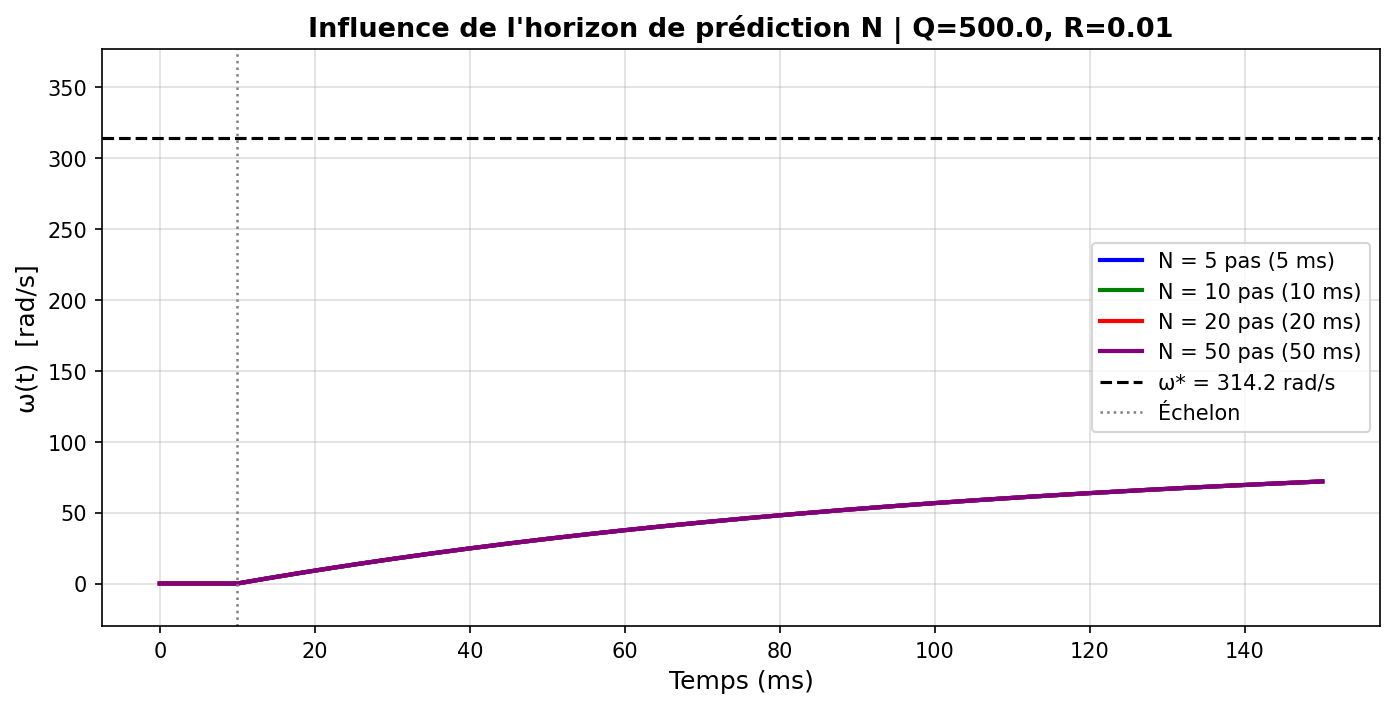 Influence de l'horizon de prédiction N | Q=500.0, R=0.01
ω(t) [rad/s]
350
300
250
200
150
100
50
0
N = 5 pas (5 ms)
N = 10 pas (10 ms)
N = 20 pas (20 ms)
N = 50 pas (50 ms)
ω* = 314.2 rad/s
Échelon
0 20 40 60 80 100 120 140
Temps (ms)